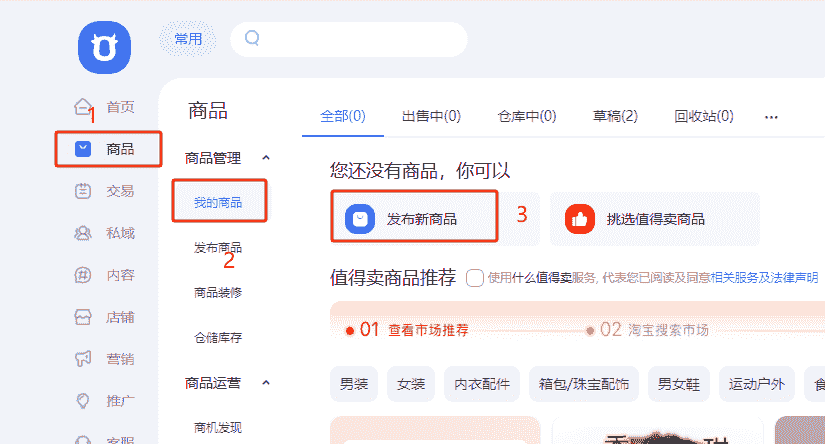 常用
1
首页
商品
交易
私域
内容
店铺
营销
推广
客服
商品
商品管理
我的商品
发布商品
2
商品装修
仓储库存
商品运营
商机发现
全部(0) 出售中(0) 仓库中(0) 草稿(2) 回收站(0) ...
您还没有商品，你可以
发布新商品 3 挑选值得卖商品
值得卖商品推荐 使用什么值得卖服务, 代表您已阅读及同意相关服务及法律声明
01 查看市场推荐 02 淘宝搜索市场
男装 女装 内衣配件 箱包/珠宝配饰 男女鞋 运动户外